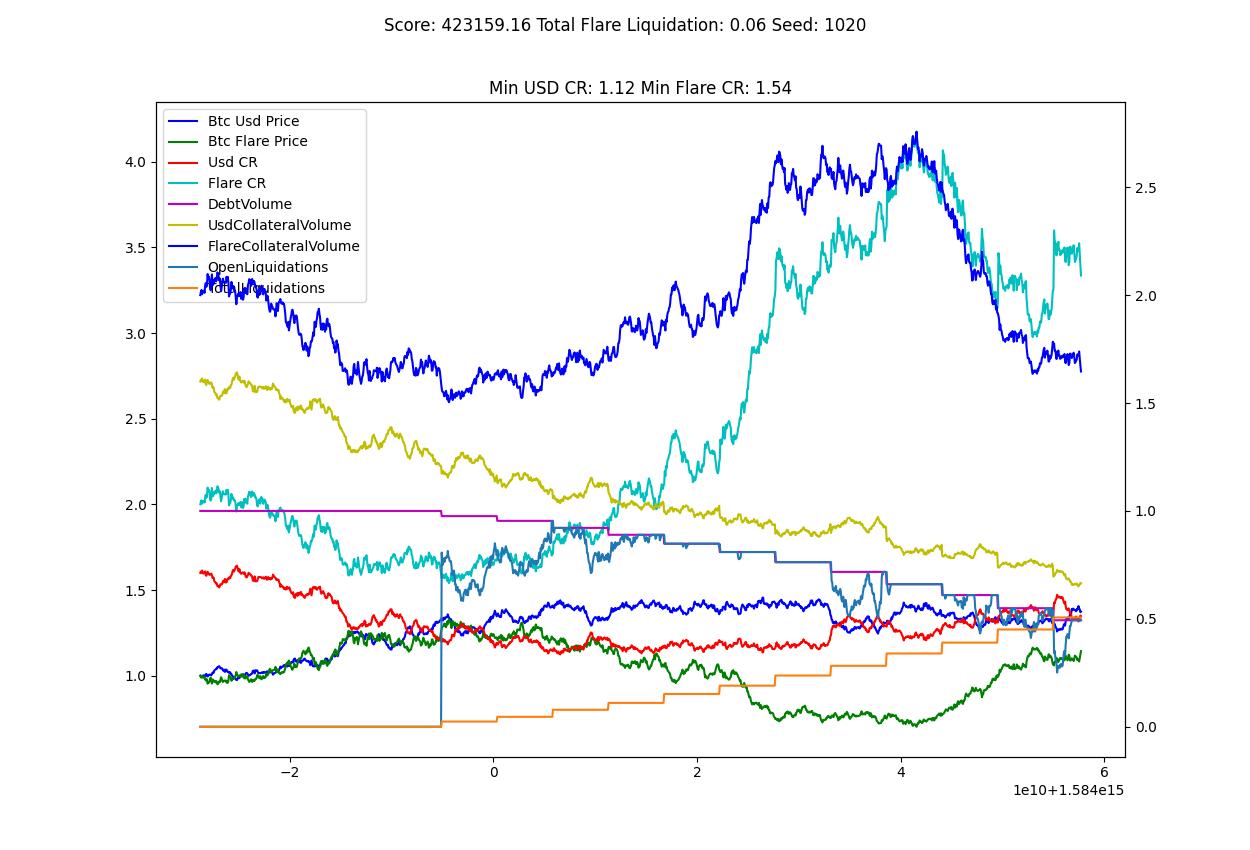 Score: 423159.16 Total Flare Liquidation: 0.06 Seed: 1020
Min USD CR: 1.12 Min Flare CR: 1.54
Btc Usd Price
Btc Flare Price
Usd CR
Flare CR
DebtVolume
UsdCollateralVolume
FlareCollateralVolume
OpenLiquidations
TotalLiquidations
4.0
3.5
3.0
2.5
2.0
1.5
1.0
2.5
2.0
1.5
1.0
0.5
0.0
−2
0
2
4
6
1e10+1.584e15